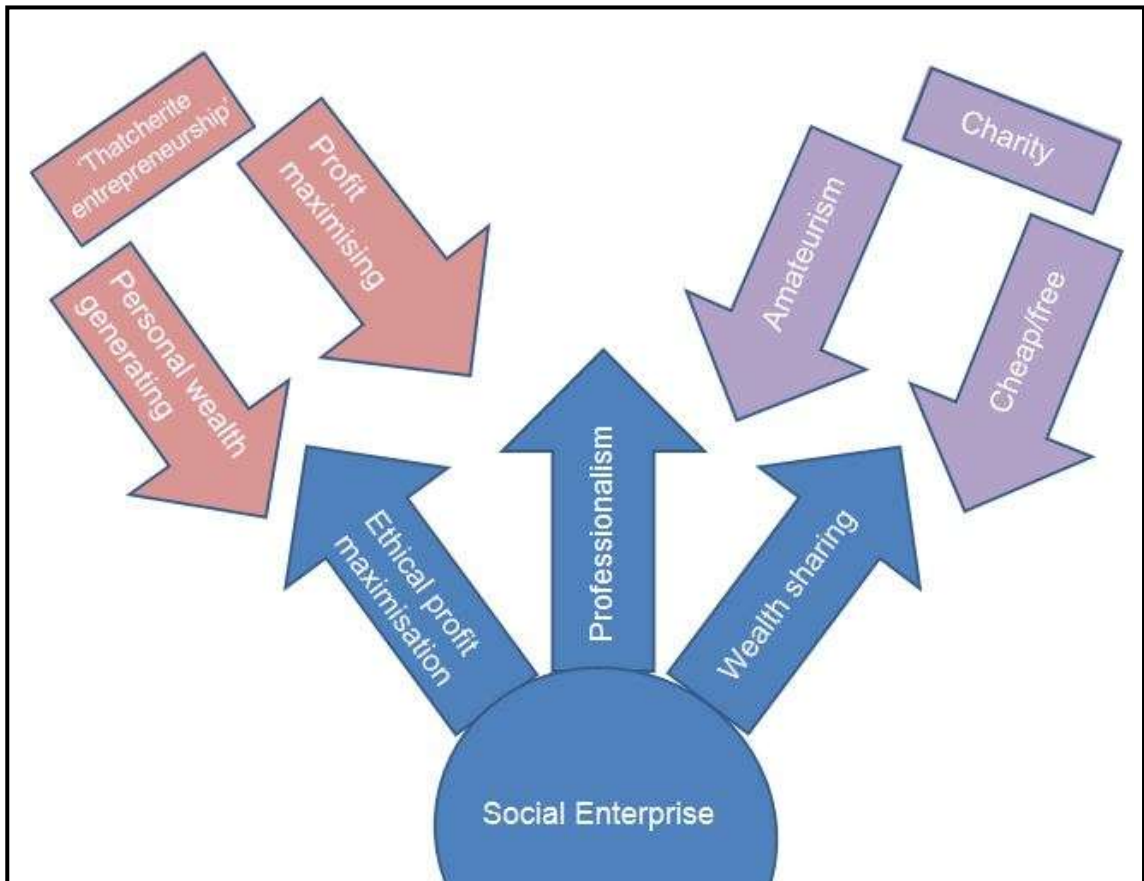 'Thatcherite
entrepreneurship'
Profit
maximising
Personal wealth
generating
Charity
Amateurism
Cheap/free
Ethical profit
maximisation
Professionalism
Wealth sharing
Social Enterprise